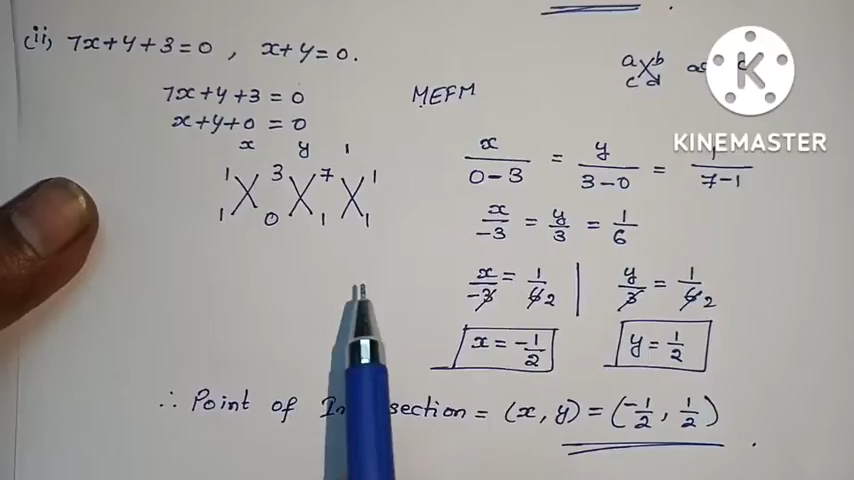 (ii) 7x+y+3=0 , x+y=0.
7x+y+3 = 0
x+y+0 = 0
x y 1
1 3 7 1
1 0 1 1
MEFM
a b
c d
K
KINEMASTER
x/(0-3) = y/(3-0) = 1/(7-1)
x/-3 = y/3 = 1/6
x/-3 = 1/6 2 | y/3 = 1/6 2
x = -1/2 y = 1/2
∴ Point of In section = (x, y) = (-1/2, 1/2).